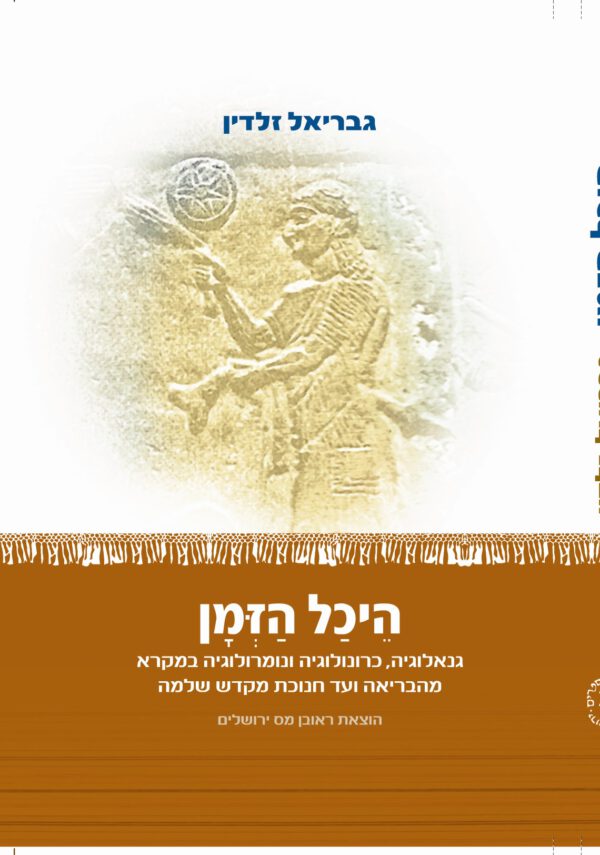 גבריאל זלדין
הֵיכַל הַזְּמָן
גנאלוגיה, כרונולוגיה ונומרולוגיה במקרא
מהבריאה ועד חנוכת מקדש שלמה
הוצאת ראובן מס ירושלים